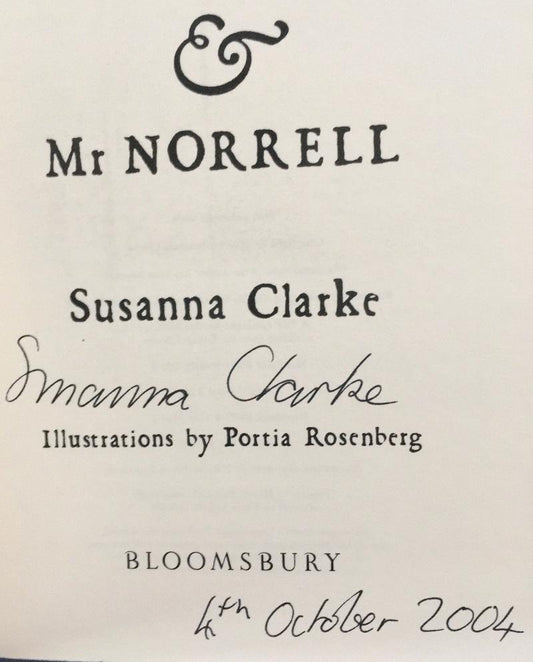 &
Mr NORRELL
Susanna Clarke
Susanna Clarke
Illustrations by Portia Rosenberg
BLOOMSBURY
4th October 2004